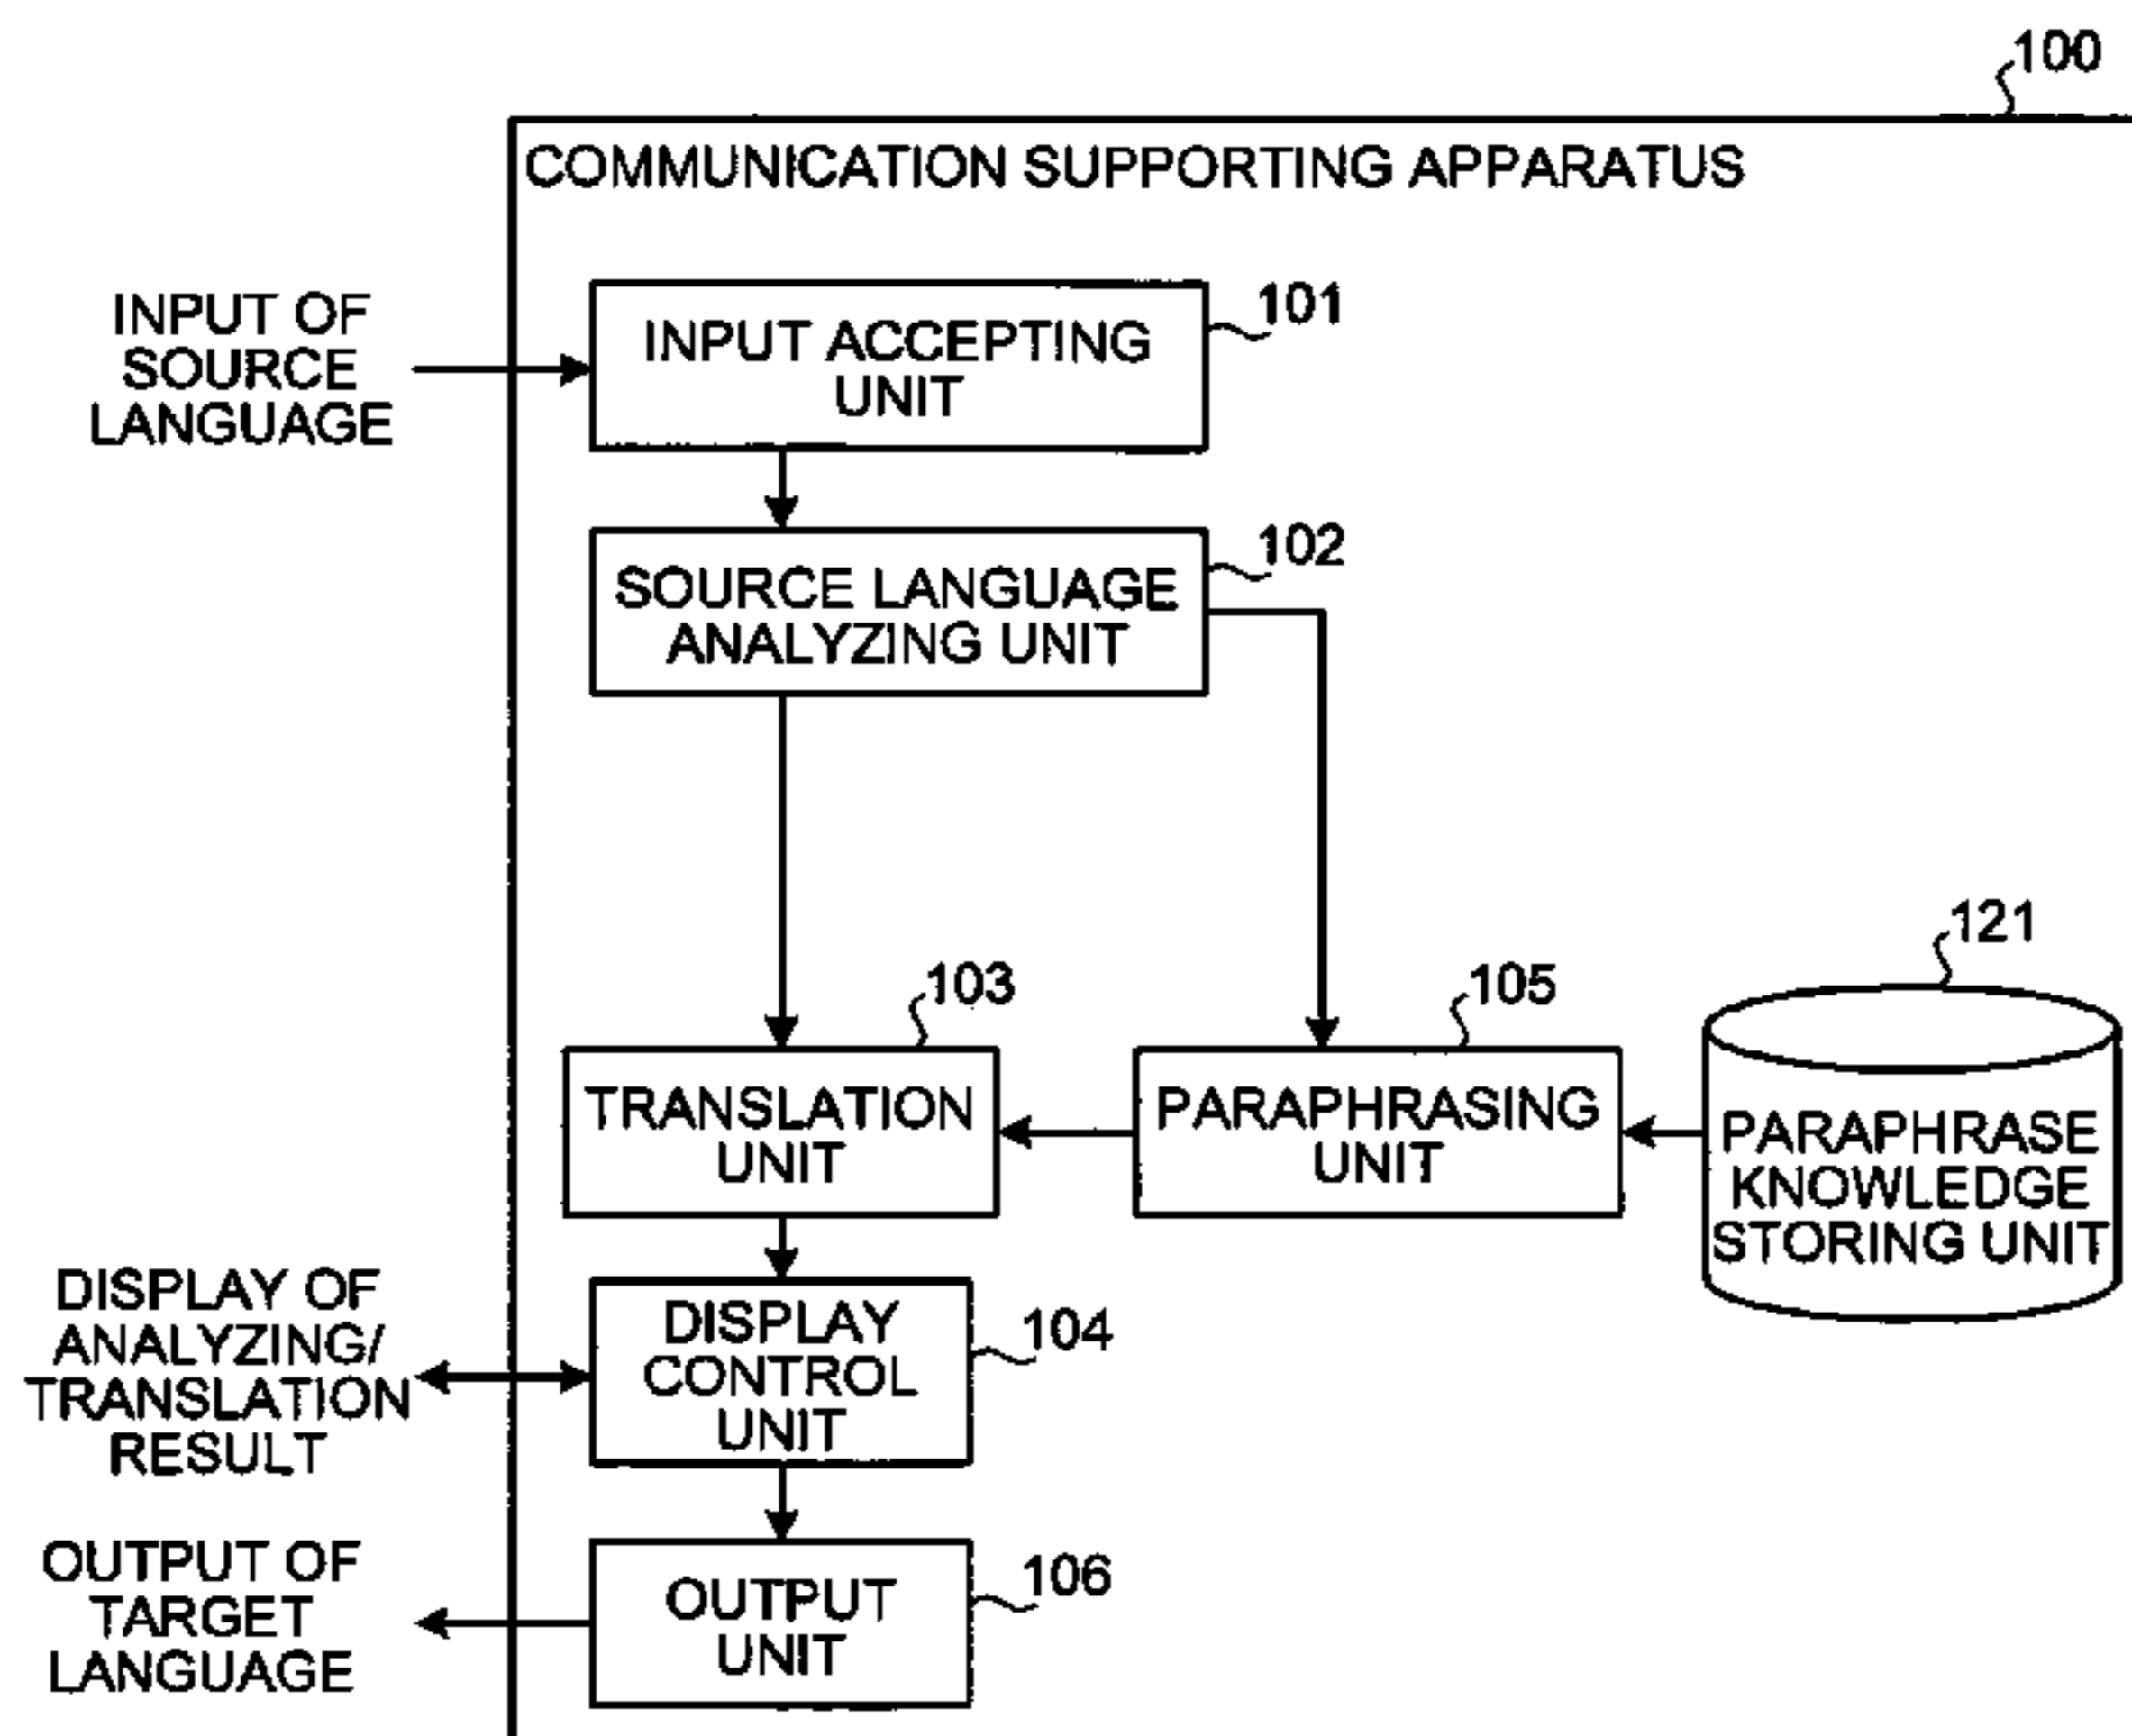 100
COMMUNICATION SUPPORTING APPARATUS
INPUT OF
SOURCE
LANGUAGE
INPUT ACCEPTING
UNIT
101
SOURCE LANGUAGE
ANALYZING UNIT
102
TRANSLATION
UNIT
103
PARAPHRASING
UNIT
105
PARAPHRASE
KNOWLEDGE
STORING UNIT
121
DISPLAY OF
ANALYZING/
TRANSLATION
RESULT
DISPLAY
CONTROL
UNIT
104
OUTPUT OF
TARGET
LANGUAGE
OUTPUT
UNIT
106